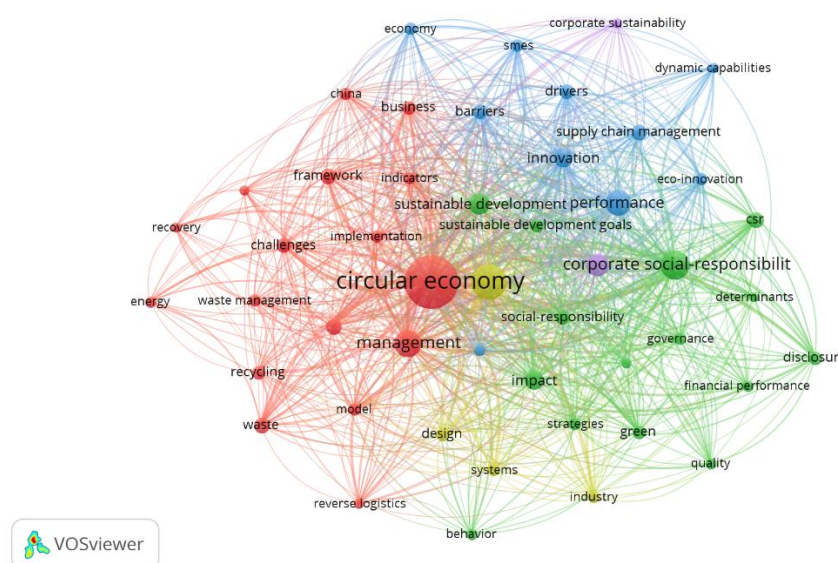 corporate sustainability
economy
smes
dynamic capabilities
china
drivers
business
barriers
supply chain management
innovation
framework
indicators
eco-innovation
sustainable development
performance
csr
sustainable development goals
recovery
implementation
challenges
corporate social-responsibilit
circular economy
energy
waste management
determinants
social-responsibility
management
governance
disclosur
recycling
impact
financial performance
model
waste
design
strategies
green
systems
quality
industry
reverse logistics
behavior
VOSviewer